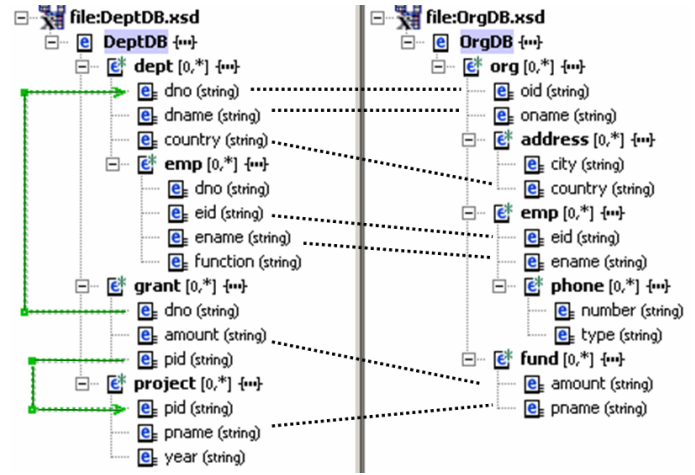 file:DeptDB.xsd
DeptDB {...}
dept [0,*] {...}
dno (string)
dname (string)
country (string)
emp [0,*] {...}
dno (string)
eid (string)
ename (string)
function (string)
grant [0,*] {...}
dno (string)
amount (string)
pid (string)
project [0,*] {...}
pid (string)
pname (string)
year (string)
file:OrgDB.xsd
OrgDB {...}
org [0,*] {...}
oid (string)
oname (string)
address [0,*] {...}
city (string)
country (string)
emp [0,*] {...}
eid (string)
ename (string)
phone [0,*] {...}
number (string)
type (string)
fund [0,*] {...}
amount (string)
pname (string)